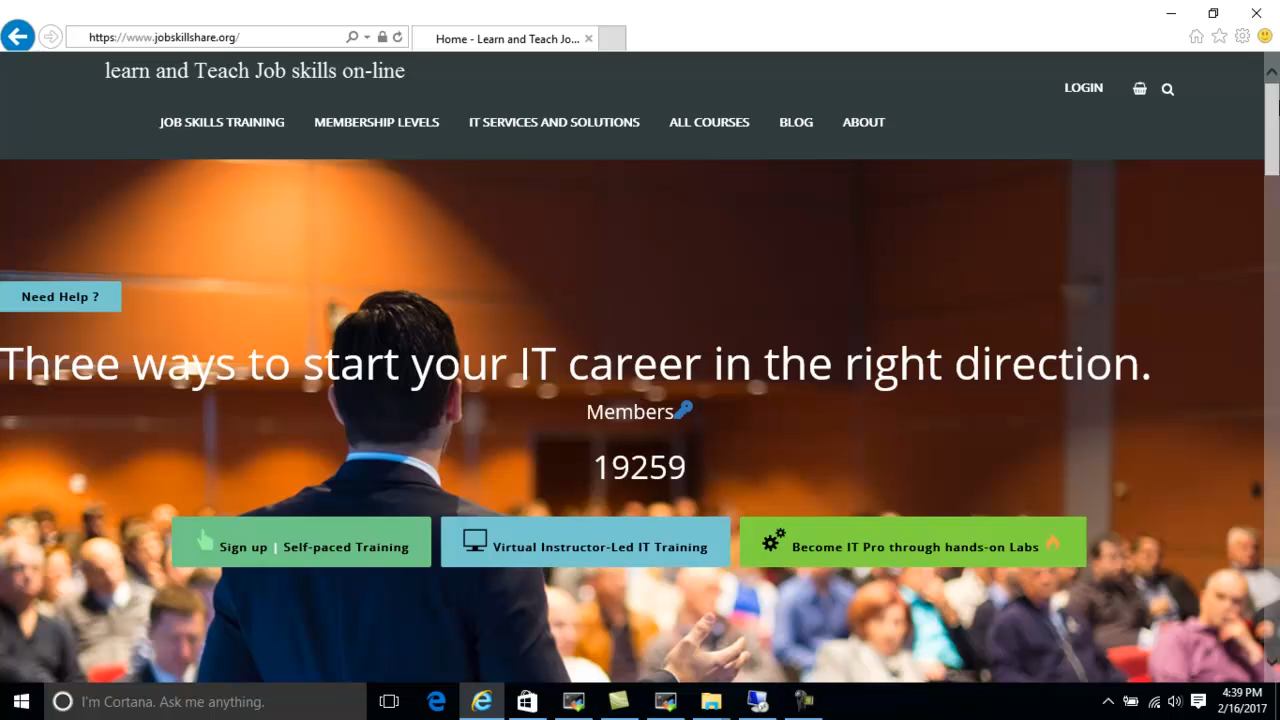 https://www.jobskillshare.org/
Home - Learn and Teach Jo...
learn and Teach Job skills on-line
LOGIN
JOB SKILLS TRAINING MEMBERSHIP LEVELS IT SERVICES AND SOLUTIONS ALL COURSES BLOG ABOUT
Need Help ?
Three ways to start your IT career in the right direction.
Members
19259
Sign up | Self-paced Training
Virtual Instructor-Led IT Training
Become IT Pro through hands-on Labs
I'm Cortana. Ask me anything.
4:39 PM
2/16/2017